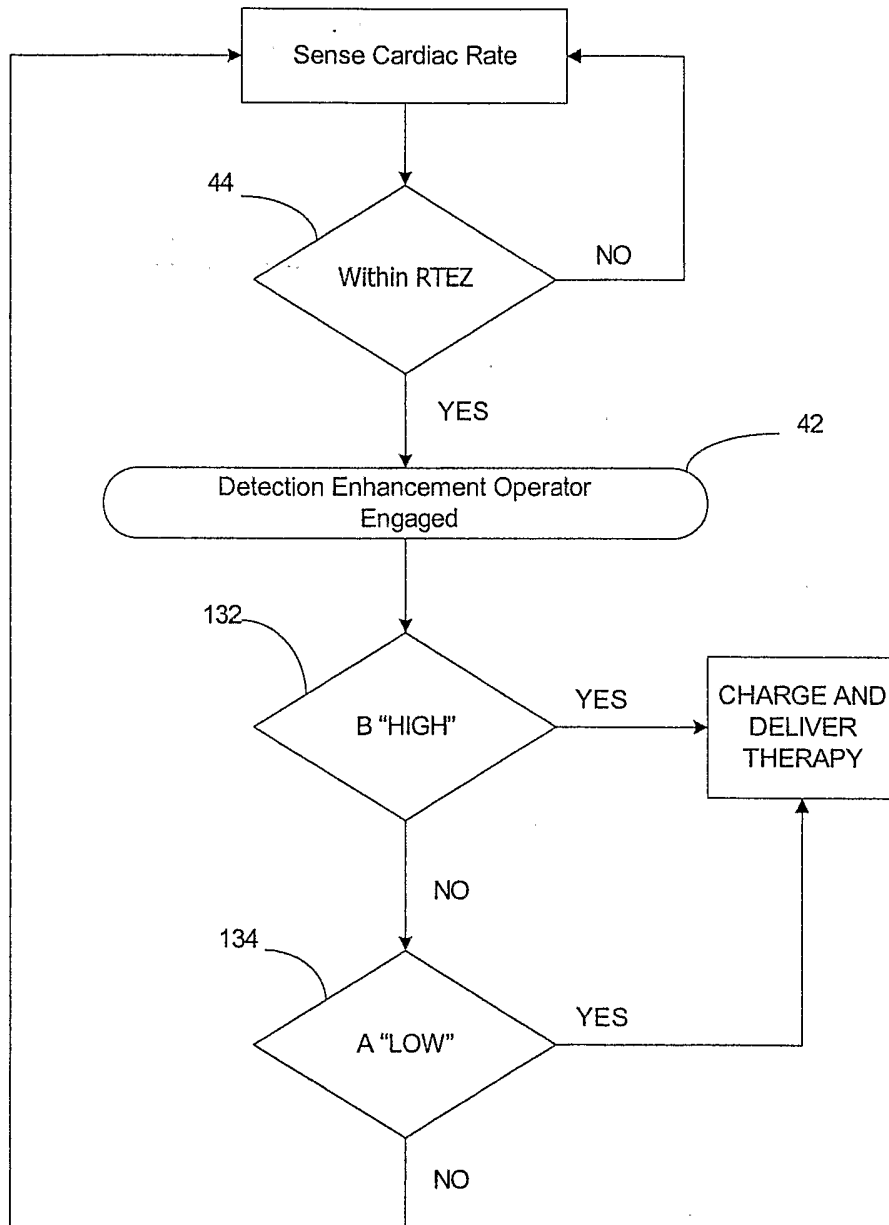 Sense Cardiac Rate
44
Within RTEZ
NO
YES
42
Detection Enhancement Operator
Engaged
132
B “HIGH”
YES
CHARGE AND
DELIVER
THERAPY
NO
134
A “LOW”
YES
NO